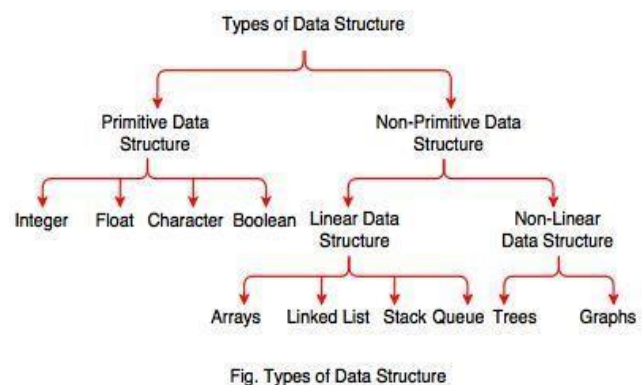 Types of Data Structure
Primitive Data
Structure
Non-Primitive Data
Structure
Integer
Float
Character
Boolean
Linear Data
Structure
Non-Linear
Data Structure
Arrays
Linked List
Stack
Queue
Trees
Graphs
Fig. Types of Data Structure